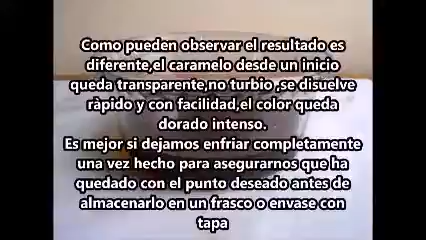 Como pueden observar el resultado es
diferente,el caramelo desde un inicio
queda transparente,no turbio ,se disuelve
ràpido y con facilidad,el color queda
dorado intenso.
Es mejor si dejamos enfriar completamente
una vez hecho para asegurarnos que ha
quedado con el punto deseado antes de
almacenarlo en un frasco o envase con
tapa